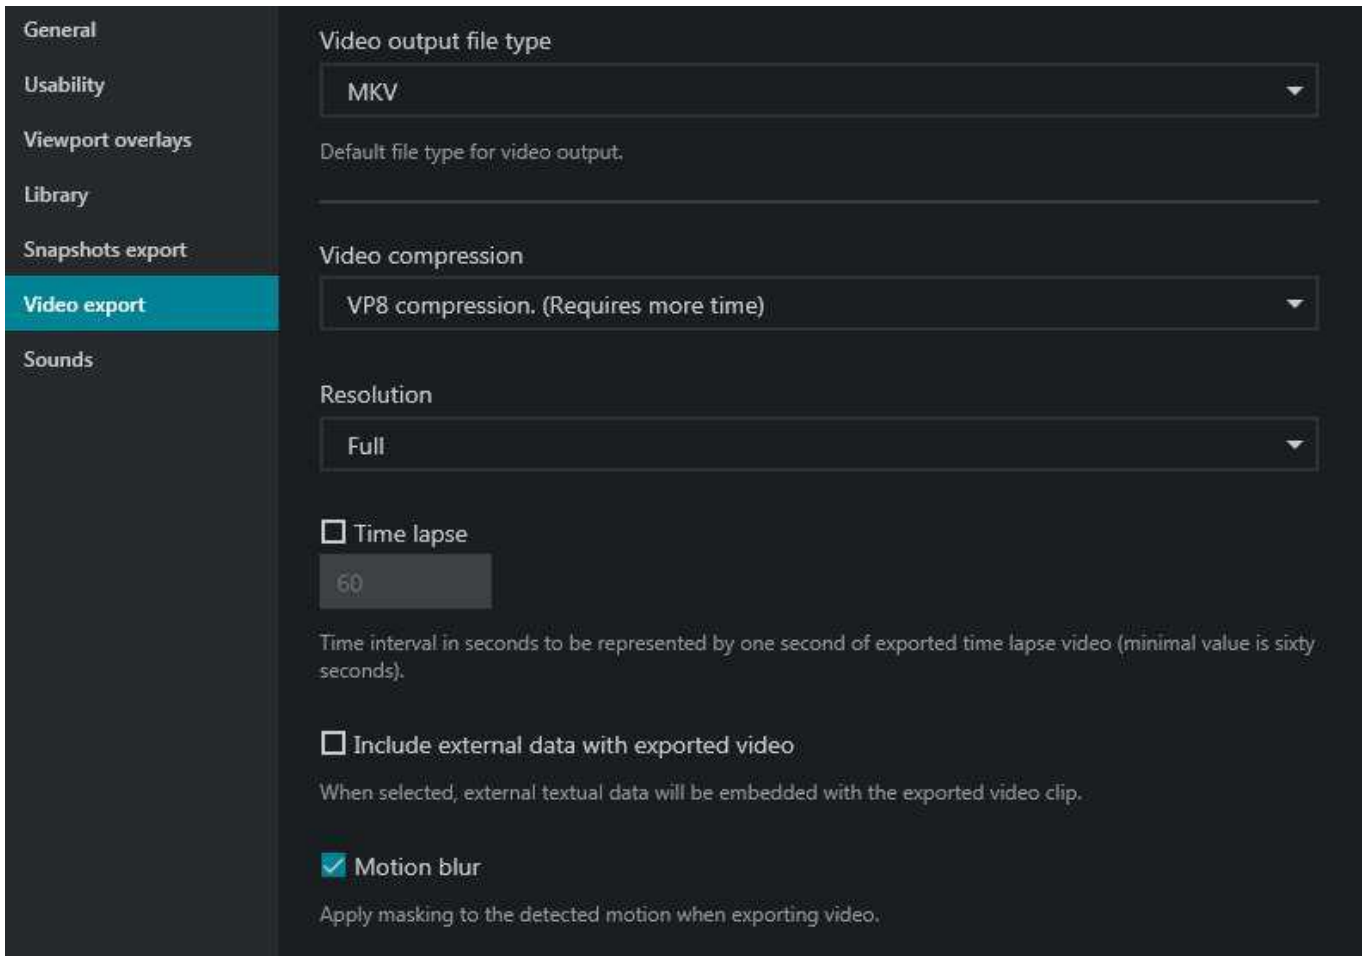 General
Usability
Viewport overlays
Library
Snapshots export
Video export
Sounds
Video output file type
MKV
Default file type for video output.
Video compression
VP8 compression. (Requires more time)
Resolution
Full
Time lapse
60
Time interval in seconds to be represented by one second of exported time lapse video (minimal value is sixty
seconds).
Include external data with exported video
When selected, external textual data will be embedded with the exported video clip.
Motion blur
Apply masking to the detected motion when exporting video.